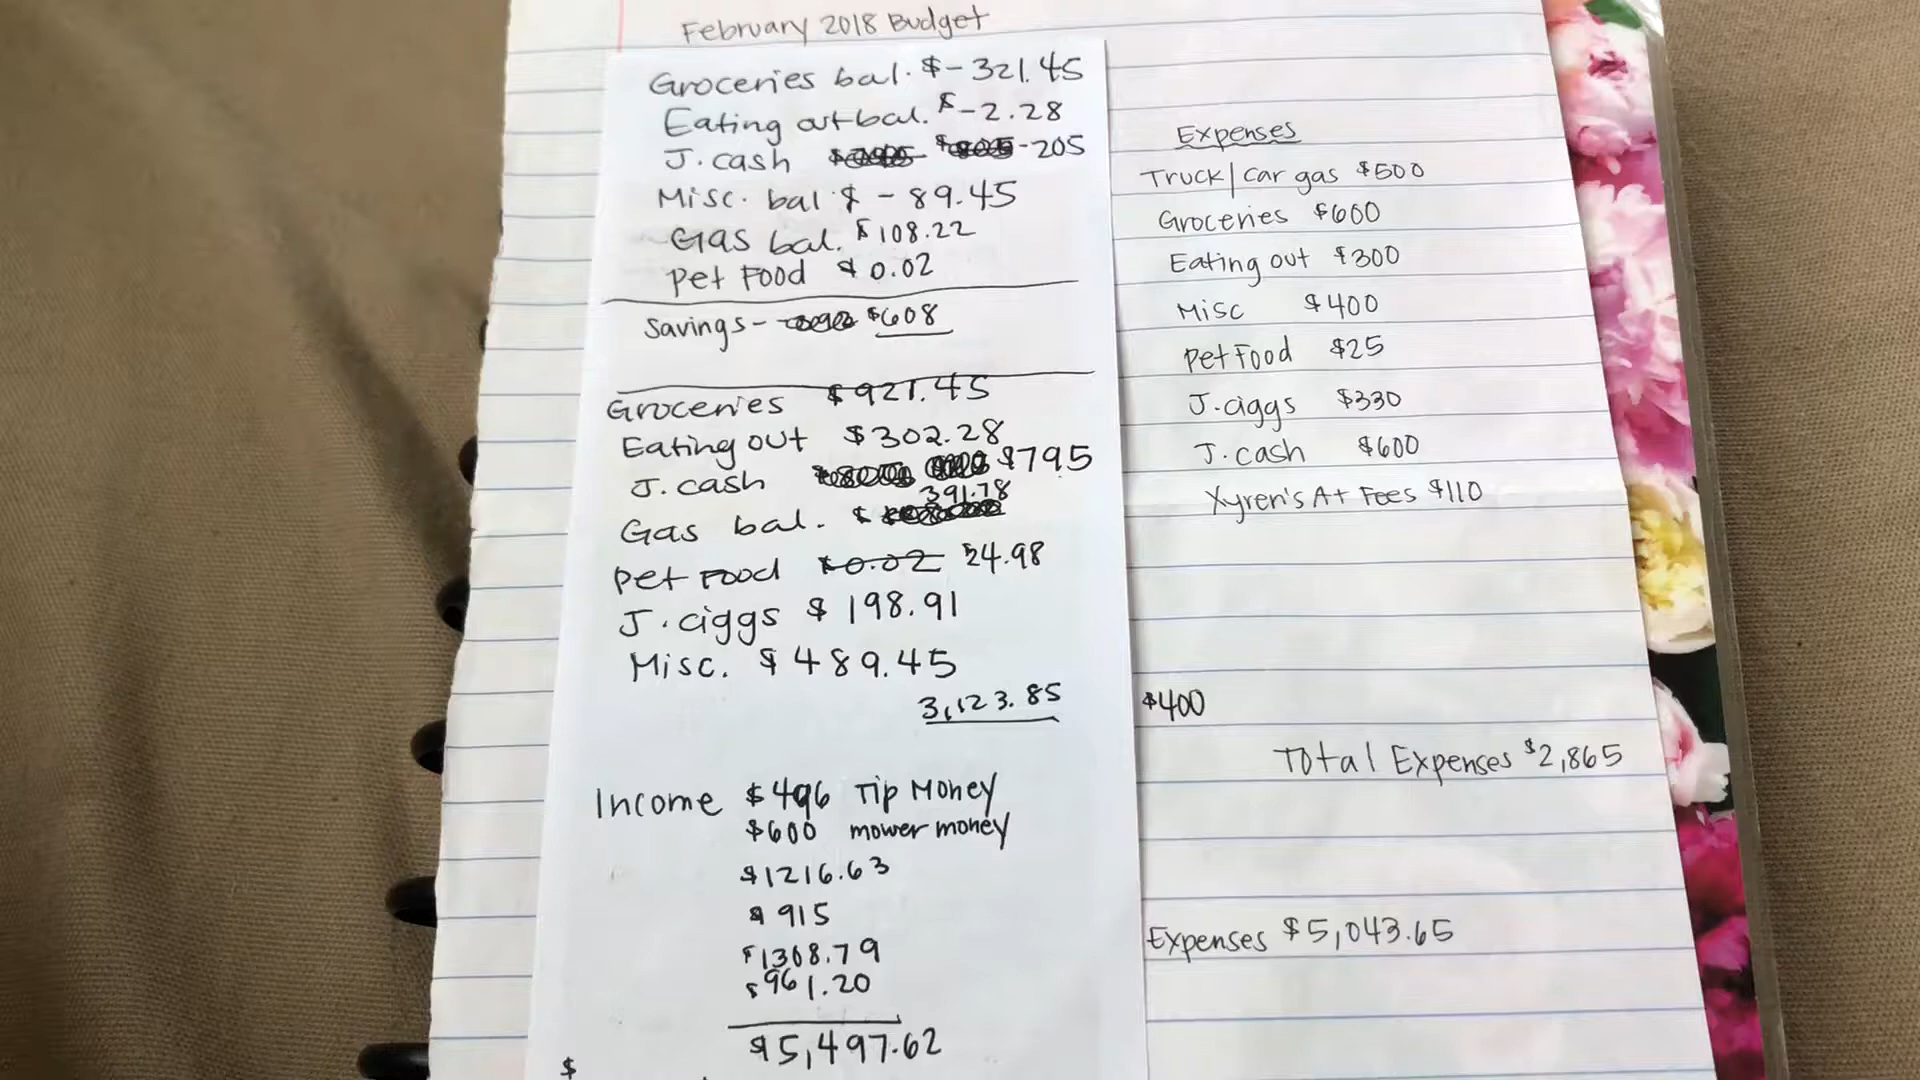 February 2018 Budget
Groceries bal. $-321.45
Eating out bal. $-2.28
J. cash -205
Misc. bal $ -89.45
Gas bal. $108.22
Pet Food $0.02
Savings- $608
Groceries $921.45
Eating out $302.28
J. cash $795
391.78
Gas bal. $
Pet Food $0.02 24.98
J. ciggs $198.91
Misc. $489.45
3,123.85
Income $496 Tip Money
$600 mower money
$1216.63
$915
$1308.79
$961.20
$5,497.62
$
Expenses
Truck/car gas $500
Groceries $600
Eating out $300
Misc $400
Pet Food $25
J. ciggs $330
J. cash $600
Xyren's A+ Fees $110
$400
Total Expenses $2,865
Expenses $5,043.65